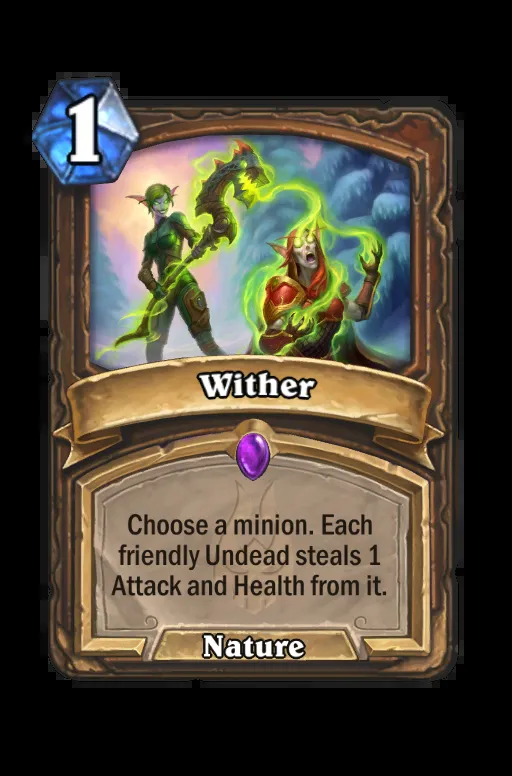 1
Wither
Choose a minion. Each
friendly Undead steals 1
Attack and Health from it.
Nature